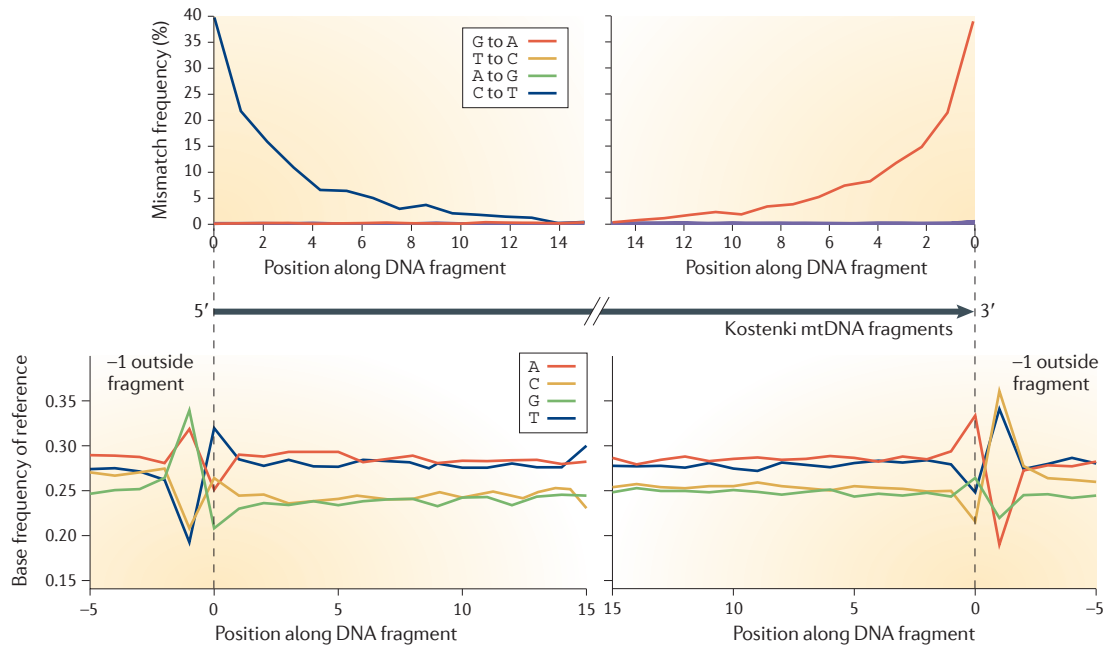 40
35
30
25
20
15
10
5
0
Mismatch frequency (%)
G to A
T to C
A to G
C to T
0 2 4 6 8 10 12 14
Position along DNA fragment
14 12 10 8 6 4 2 0
Position along DNA fragment
5′
3′
Kostenki mtDNA fragments
–1 outside
fragment
A
C
G
T
–1 outside
fragment
0.35
0.30
0.25
0.20
0.15
Base frequency of reference
–5 0 5 10 15
Position along DNA fragment
15 10 5 0 –5
Position along DNA fragment